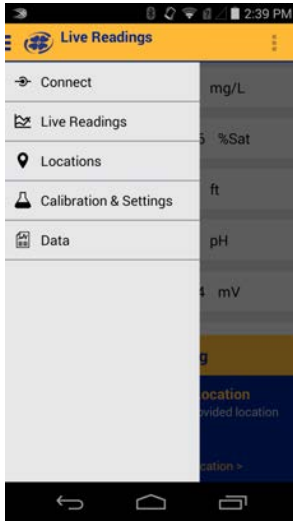 2:39 PM
Live Readings
Connect
mg/L
Live Readings
%Sat
Locations
ft
Calibration & Settings
Data
pH
mV
g
ocation
ovided location
cation >